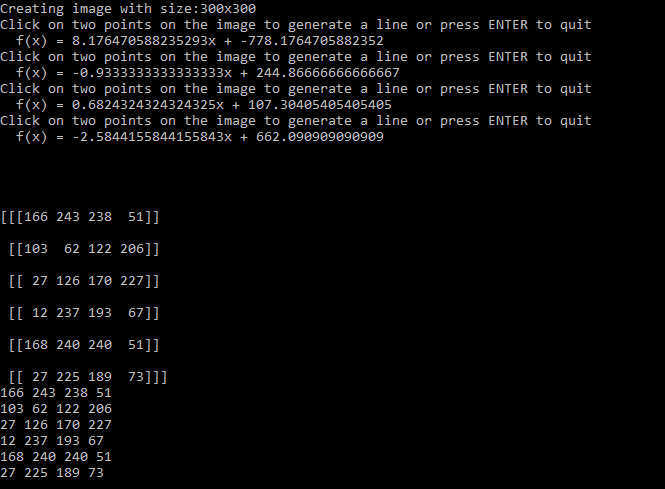 Creating image with size:300x300
Click on two points on the image to generate a line or press ENTER to quit
  f(x) = 8.176470588235293x + -778.1764705882352
Click on two points on the image to generate a line or press ENTER to quit
  f(x) = -0.9333333333333333x + 244.86666666666667
Click on two points on the image to generate a line or press ENTER to quit
  f(x) = 0.6824324324324325x + 107.30405405405405
Click on two points on the image to generate a line or press ENTER to quit
  f(x) = -2.5844155844155843x + 662.090909090909
[[[166 243 238  51]]
 [[103  62 122 206]]
 [[ 27 126 170 227]]
 [[ 12 237 193  67]]
 [[168 240 240  51]]
 [[ 27 225 189  73]]]
166 243 238 51
103 62 122 206
27 126 170 227
12 237 193 67
168 240 240 51
27 225 189 73